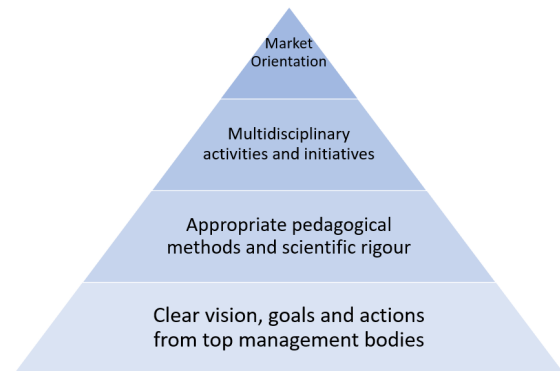 Market
Orientation
Multidisciplinary
activities and initiatives
Appropriate pedagogical
methods and scientific rigour
Clear vision, goals and actions
from top management bodies